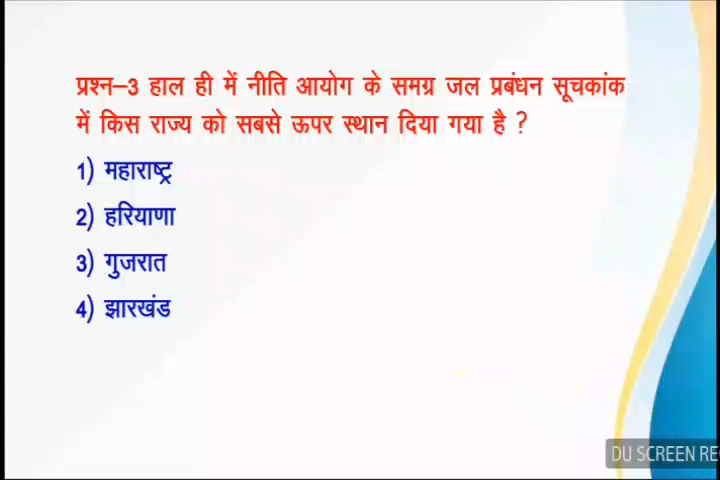 प्रश्न–3 हाल ही में नीति आयोग के समग्र जल प्रबंधन सूचकांक
में किस राज्य को सबसे ऊपर स्थान दिया गया है ?
1) महाराष्ट्र
2) हरियाणा
3) गुजरात
4) झारखंड
DU SCREEN REC